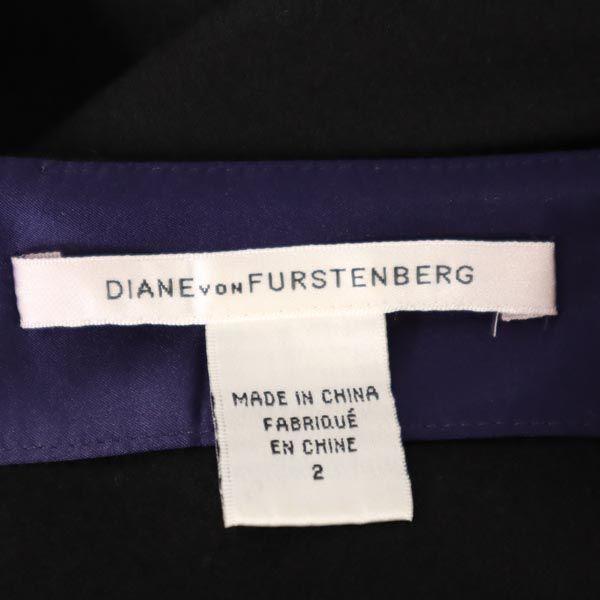 DIANE VON FURSTENBERG
MADE IN CHINA
FABRIQUÉ
EN CHINE
2